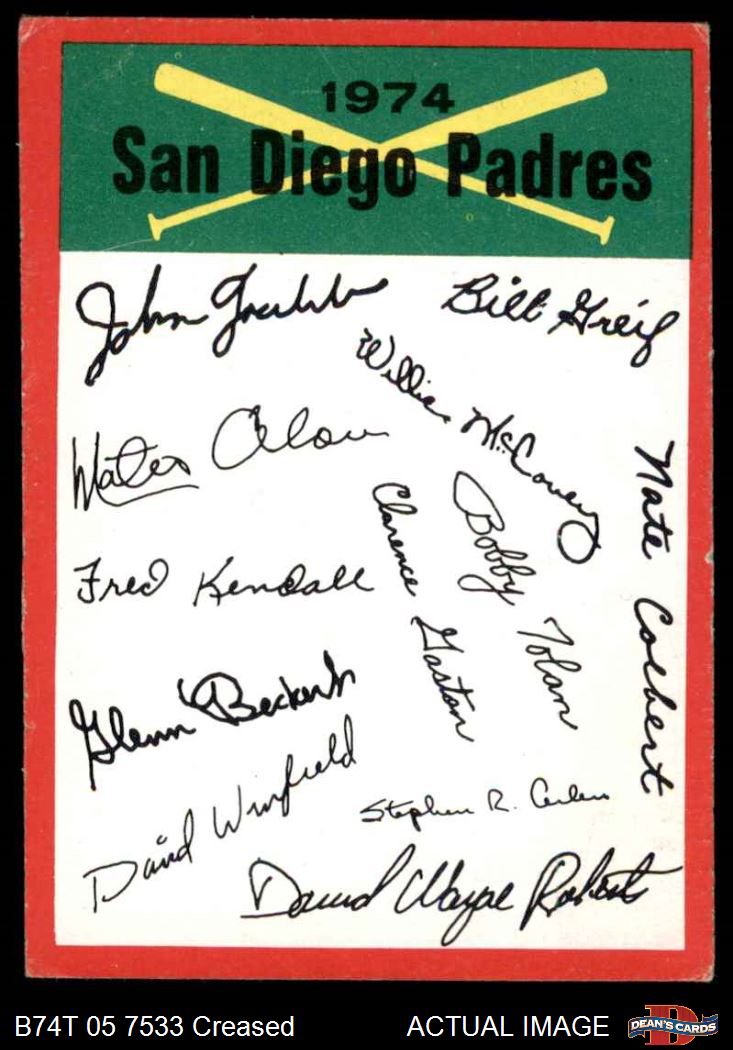 1974
San Diego Padres
John Grubb
Bill Greif
Willie McCovey
Mateo Alou
Nate Colbert
Clarence Gaston
Bobby Tolan
Fred Kendall
Glenn Beckert
David Winfield
Stephen R. Arlin
David Wayne Roberts
B74T 05 7533 Creased
ACTUAL IMAGE
DEAN'S CARDS